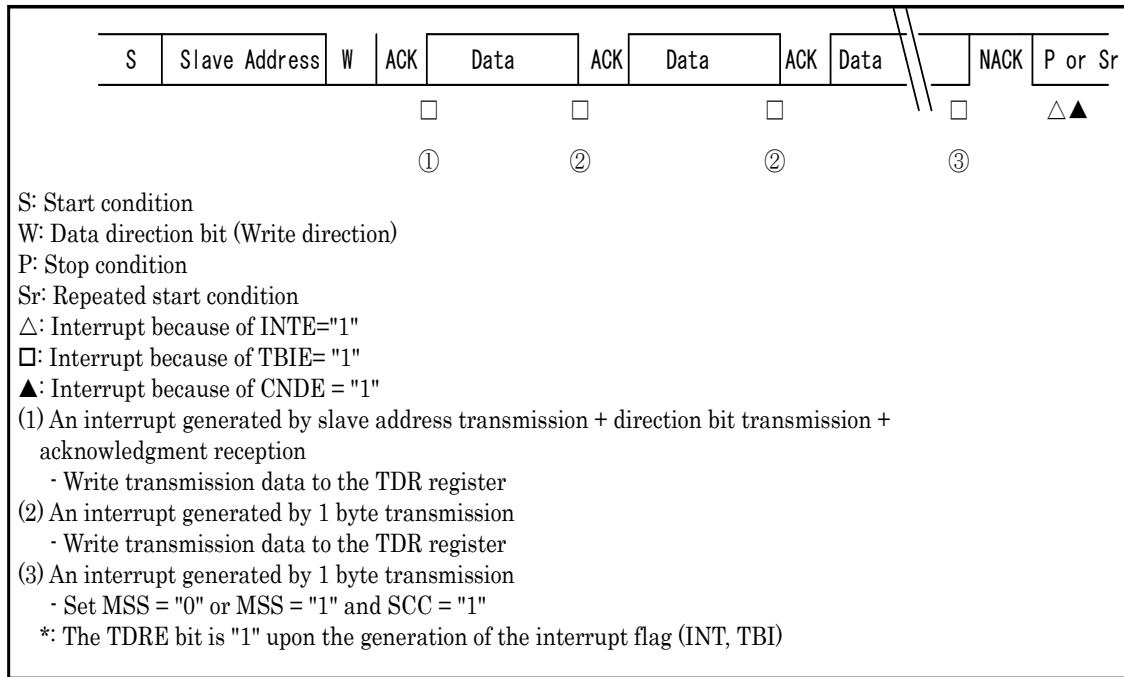 S Slave Address W ACK Data ACK Data ACK Data NACK P or Sr
□ □ □ □ △▲
① ② ② ③
S: Start condition
W: Data direction bit (Write direction)
P: Stop condition
Sr: Repeated start condition
△: Interrupt because of INTE="1"
□: Interrupt because of TBIE= "1"
▲: Interrupt because of CNDE = "1"
(1) An interrupt generated by slave address transmission + direction bit transmission +
acknowledgment reception
- Write transmission data to the TDR register
(2) An interrupt generated by 1 byte transmission
- Write transmission data to the TDR register
(3) An interrupt generated by 1 byte transmission
- Set MSS = "0" or MSS = "1" and SCC = "1"
*: The TDRE bit is "1" upon the generation of the interrupt flag (INT, TBI)